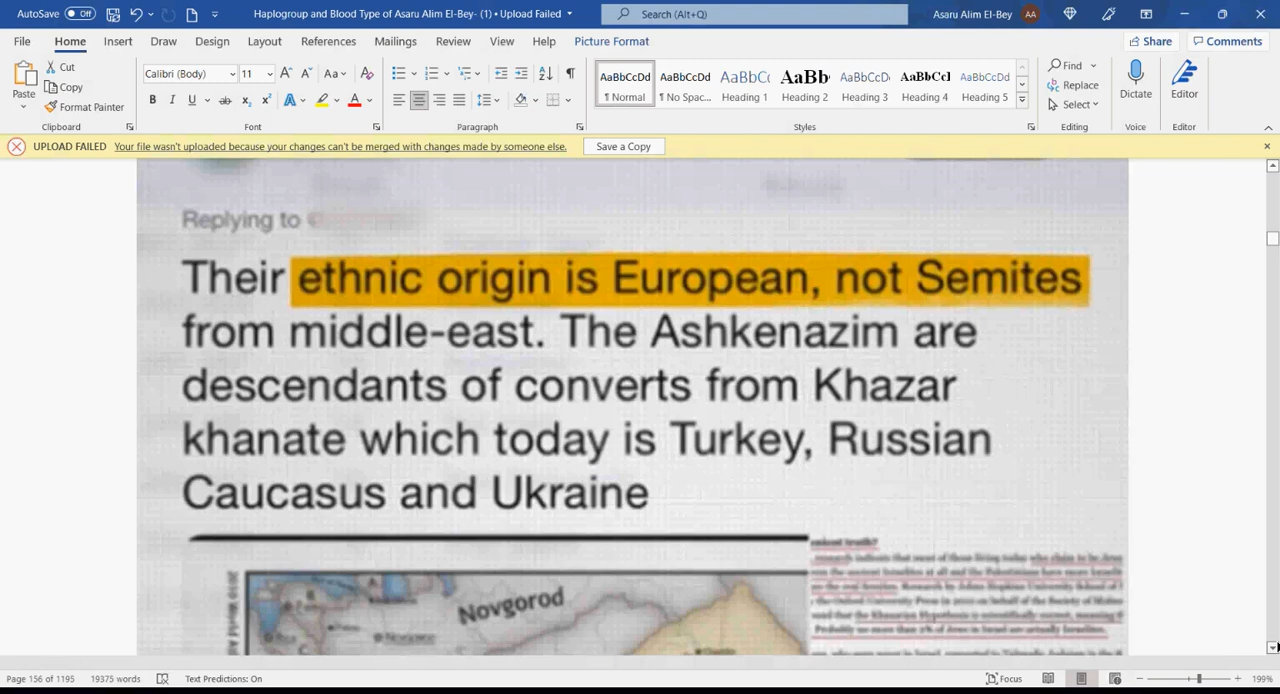 AutoSave Off Haplogroup and Blood Type of Asaru Alim El-Bey- (1) • Upload Failed Search (Alt+Q) Asaru Alim El-Bey AA
File Home Insert Draw Design Layout References Mailings Review View Help Picture Format Share Comments
Paste Cut Copy Format Painter
Calibri (Body) 11 Aa
B I U ab x₂ x² A A
AaBbCcDd AaBbCcDd AaBbCc AaBb AaBbCcDd AaBbCcI AaBbCcDd
¶ Normal ¶ No Spac... Heading 1 Heading 2 Heading 3 Heading 4 Heading 5
Find Replace Select Dictate Editor
Clipboard Font Paragraph Styles Editing Voice Editor
UPLOAD FAILED Your file wasn't uploaded because your changes can't be merged with changes made by someone else. Save a Copy
Replying to
Their ethnic origin is European, not Semites
from middle-east. The Ashkenazim are
descendants of converts from Khazar
khanate which today is Turkey, Russian
Caucasus and Ukraine
Novgorod
Page 156 of 1195 19375 words Text Predictions: On Focus 199%